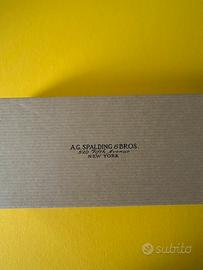 A.G. SPALDING & BROS.
520 Fifth Avenue
NEW YORK
subito